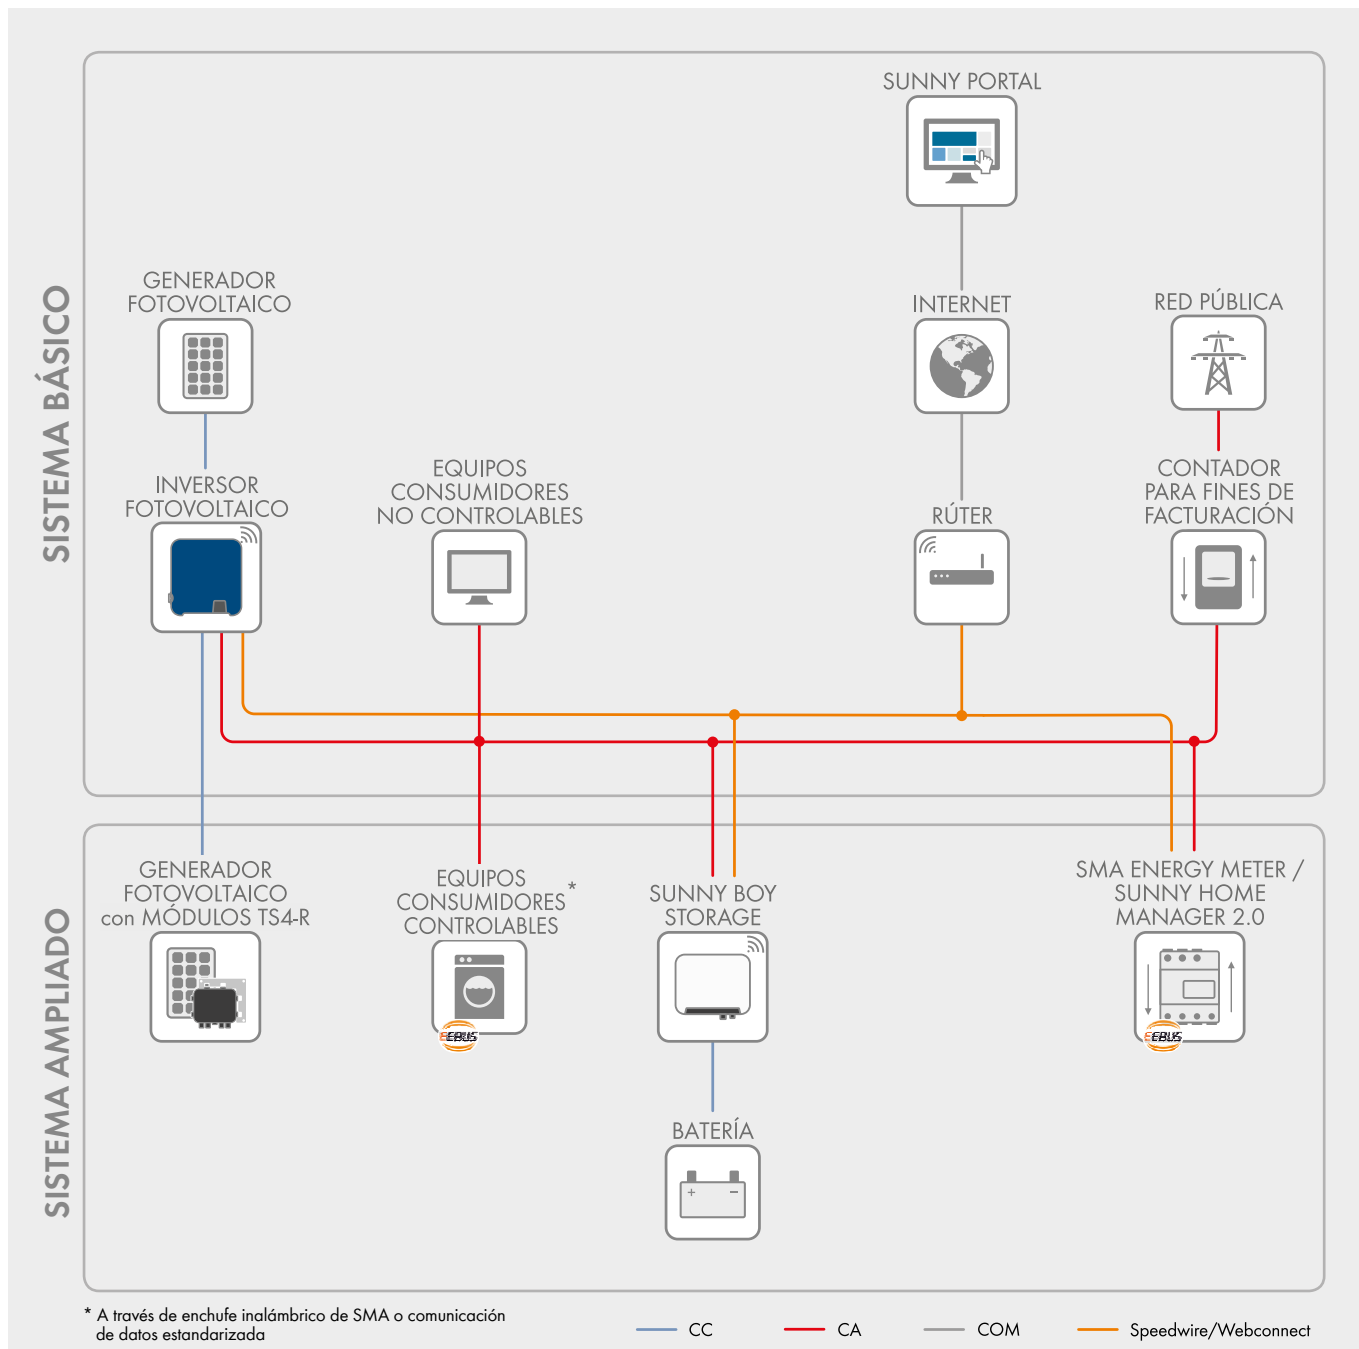 SISTEMA BÁSICO
SUNNY PORTAL
GENERADOR
FOTOVOLTAICO
INTERNET
RED PÚBLICA
INVERSOR
FOTOVOLTAICO
EQUIPOS
CONSUMIDORES
NO CONTROLABLES
RÚTER
CONTADOR
PARA FINES DE
FACTURACIÓN
SISTEMA AMPLIADO
GENERADOR
FOTOVOLTAICO
con MÓDULOS TS4-R
EQUIPOS
CONSUMIDORES*
CONTROLABLES
EEBUS
SUNNY BOY
STORAGE
SMA ENERGY METER /
SUNNY HOME
MANAGER 2.0
EEBUS
BATERÍA
+ −
* A través de enchufe inalámbrico de SMA o comunicación
de datos estandarizada
CC
CA
COM
Speedwire/Webconnect